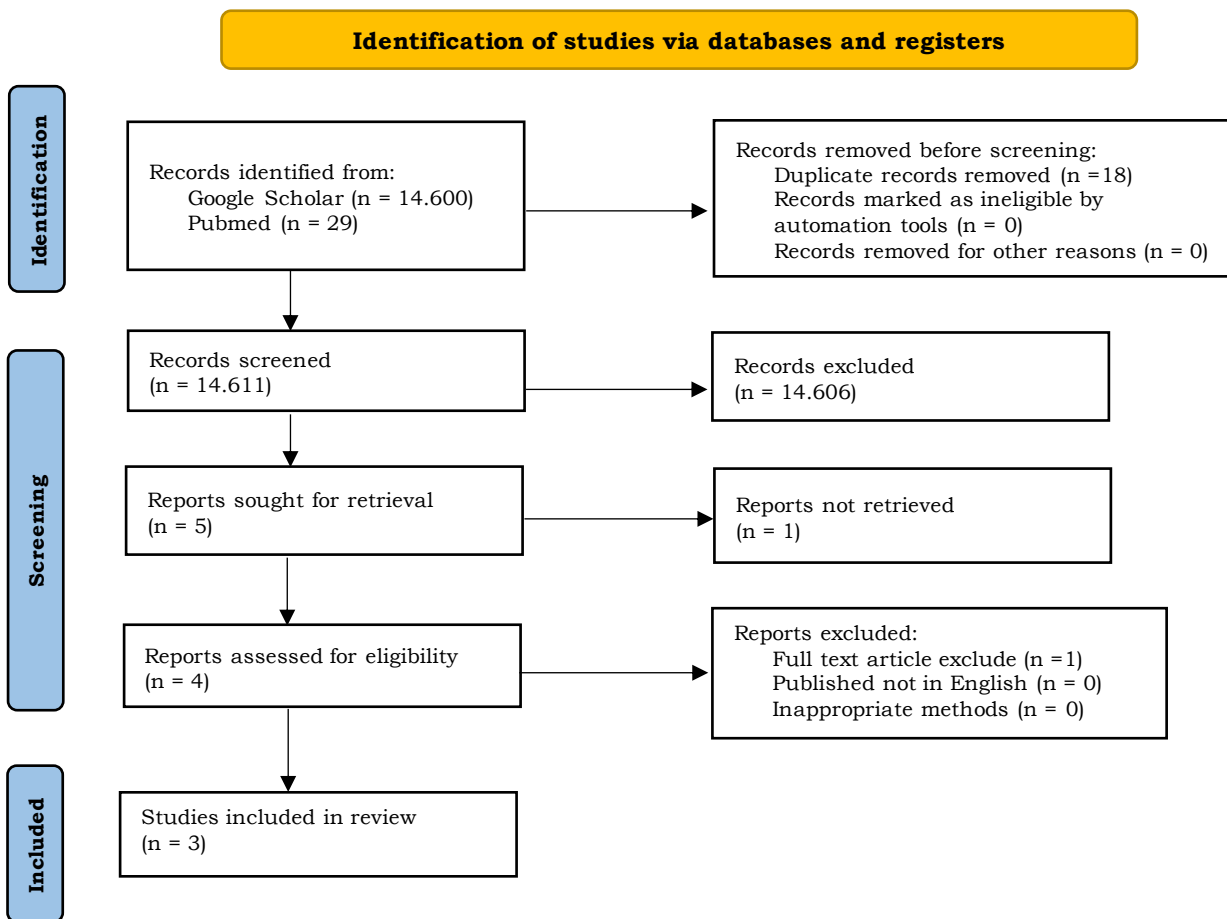 Identification of studies via databases and registers
Identification
Records identified from:
Google Scholar (n = 14.600)
Pubmed (n = 29)
Records removed before screening:
Duplicate records removed (n =18)
Records marked as ineligible by
automation tools (n = 0)
Records removed for other reasons (n = 0)
Screening
Records screened
(n = 14.611)
Records excluded
(n = 14.606)
Reports sought for retrieval
(n = 5)
Reports not retrieved
(n = 1)
Reports assessed for eligibility
(n = 4)
Reports excluded:
Full text article exclude (n =1)
Published not in English (n = 0)
Inappropriate methods (n = 0)
Included
Studies included in review
(n = 3)